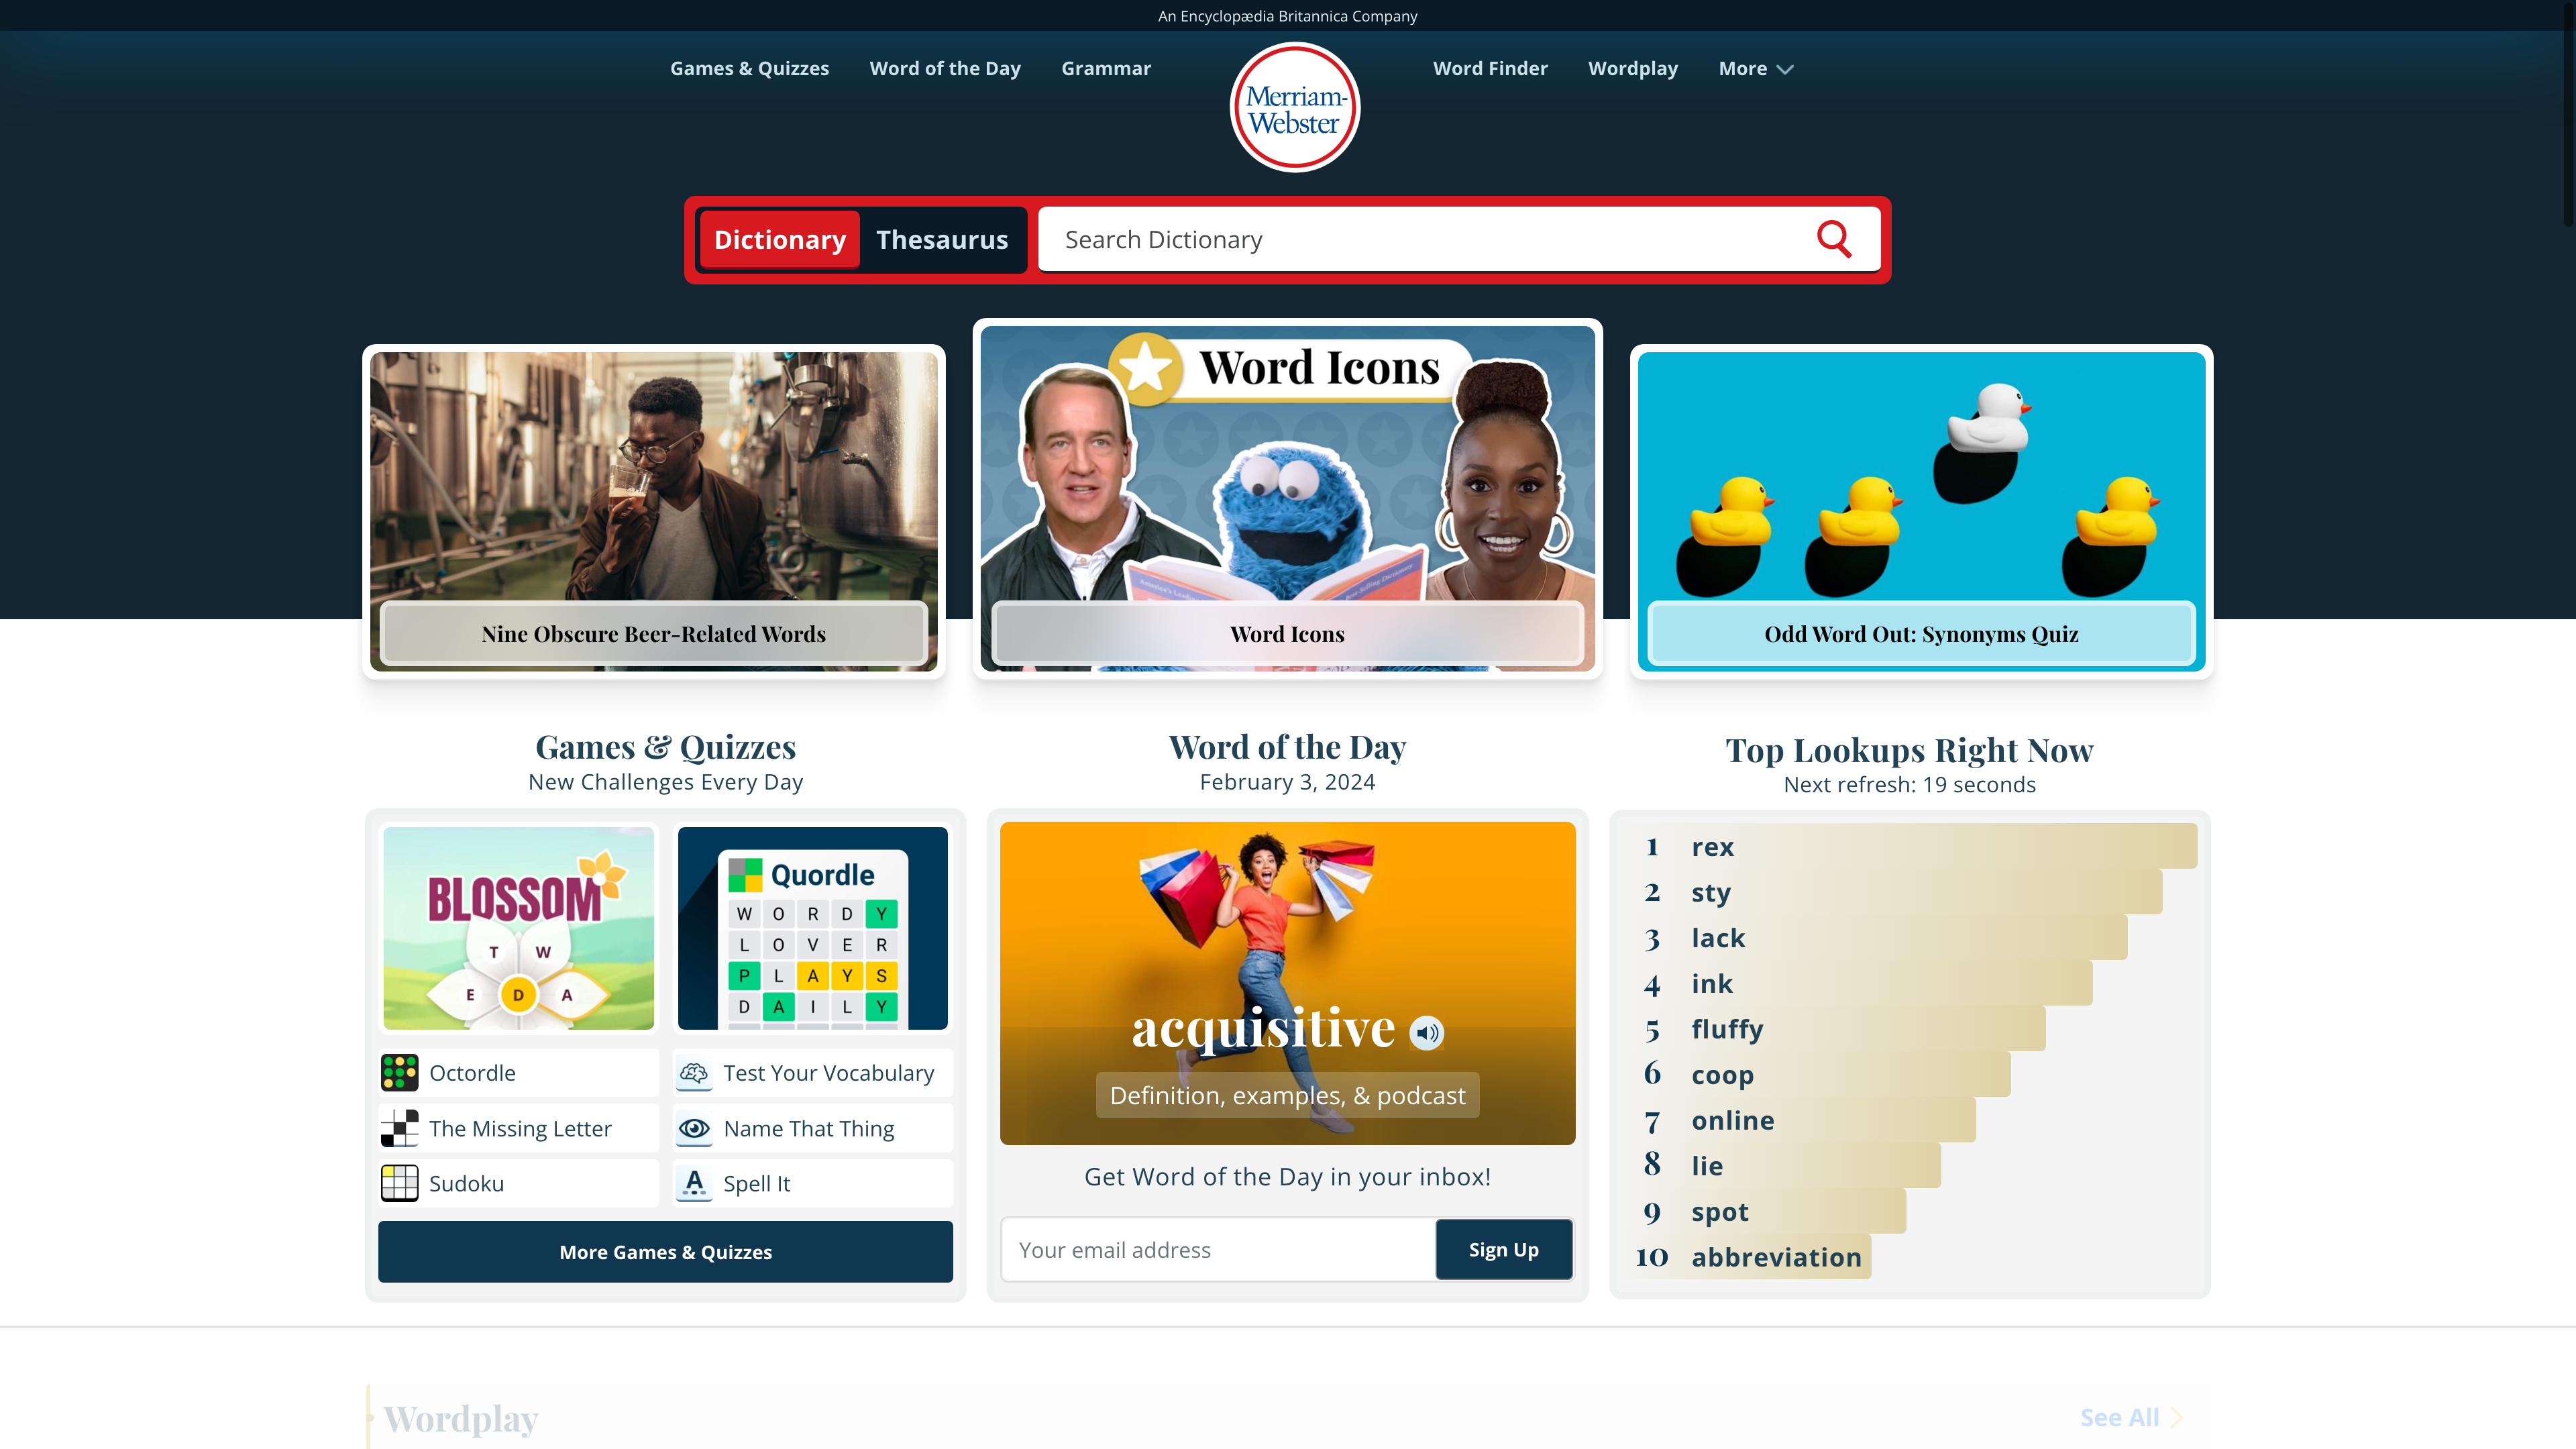 An Encyclopædia Britannica Company
Games & Quizzes
Word of the Day
Grammar
Merriam-
Webster
Word Finder
Wordplay
More
Dictionary
Thesaurus
Search Dictionary
Nine Obscure Beer-Related Words
Word Icons
Word Icons
Odd Word Out: Synonyms Quiz
Games & Quizzes
New Challenges Every Day
BLOSSOM
T W
E D A
Quordle
W O R D Y
L O V E R
P L A Y S
D A I L Y
Octordle
Test Your Vocabulary
The Missing Letter
Name That Thing
Sudoku
A
Spell It
More Games & Quizzes
Word of the Day
February 3, 2024
acquisitive
Definition, examples, & podcast
Get Word of the Day in your inbox!
Your email address
Sign Up
Top Lookups Right Now
Next refresh: 19 seconds
1 rex
2 sty
3 lack
4 ink
5 fluffy
6 coop
7 online
8 lie
9 spot
10 abbreviation
Wordplay
See All